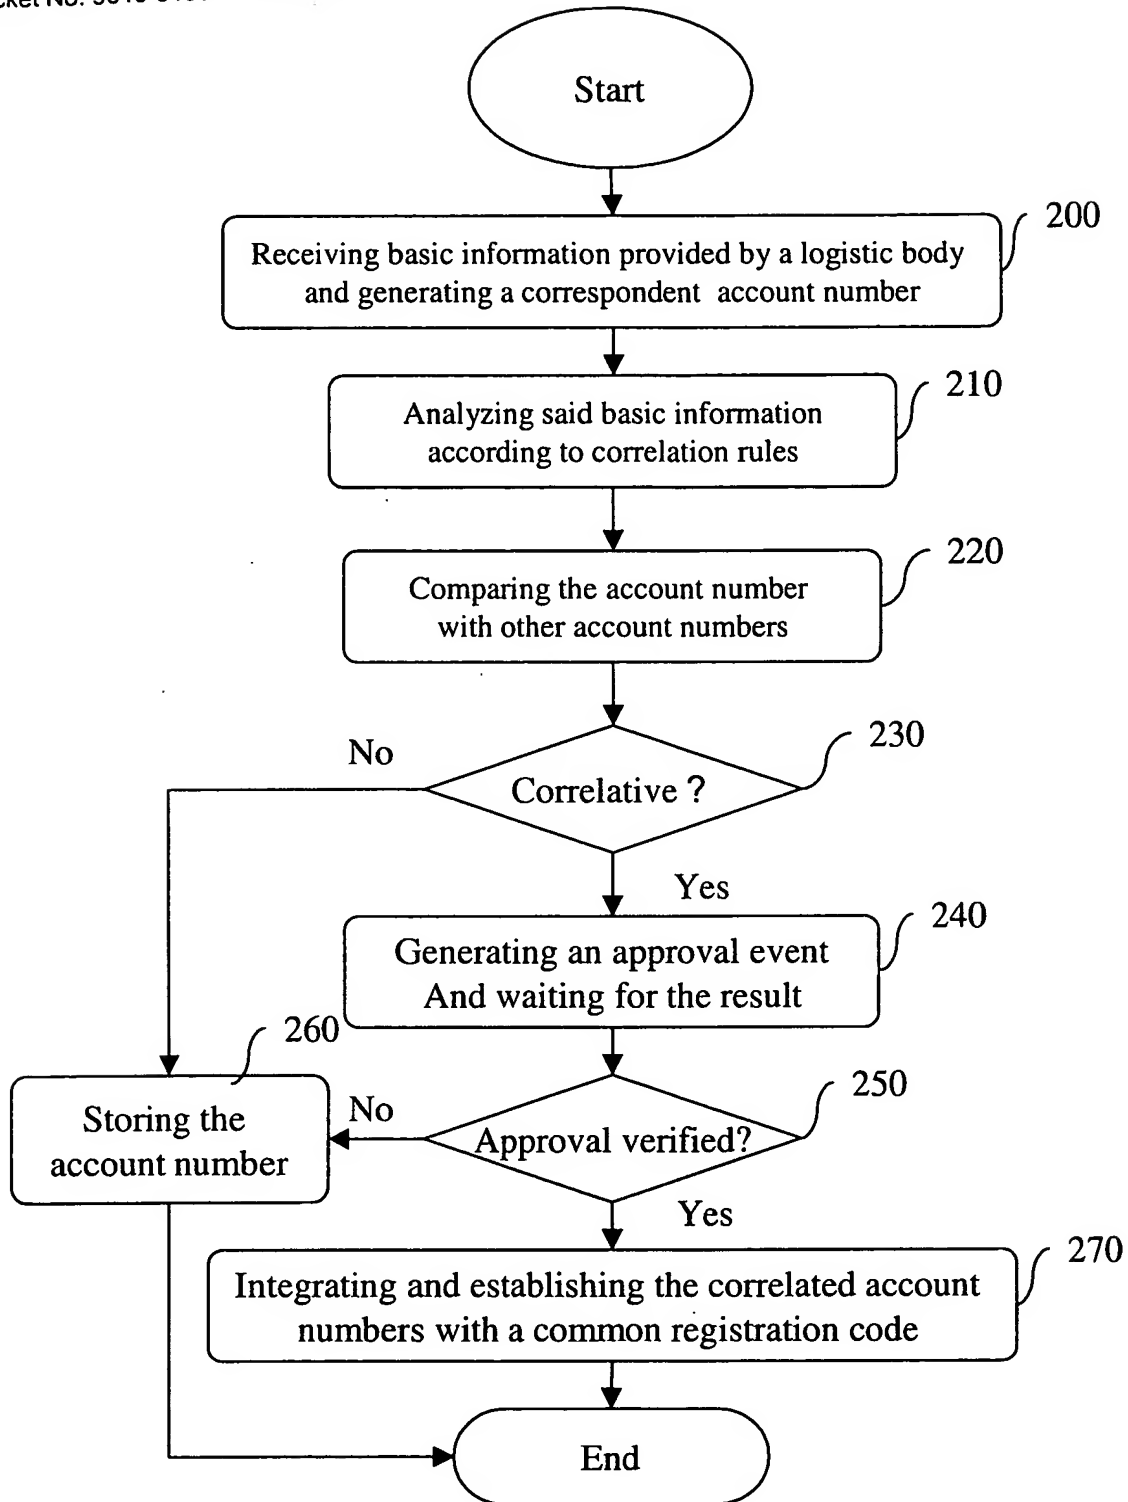 Start
200
Receiving basic information provided by a logistic body
and generating a correspondent account number
210
Analyzing said basic information
according to correlation rules
220
Comparing the account number
with other account numbers
230
No
Correlative ?
Yes
240
Generating an approval event
And waiting for the result
260
250
Storing the
account number
No
Approval verified?
Yes
270
Integrating and establishing the correlated account
numbers with a common registration code
End